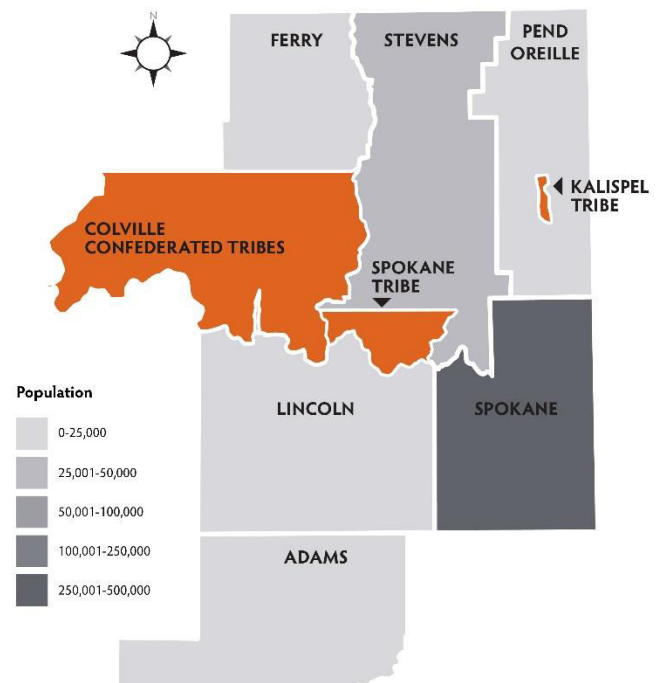 N
FERRY
STEVENS
PEND
OREILLE
KALISPEL
TRIBE
COLVILLE
CONFEDERATED TRIBES
SPOKANE
TRIBE
Population
0-25,000
25,001-50,000
50,001-100,000
100,001-250,000
250,001-500,000
LINCOLN
SPOKANE
ADAMS